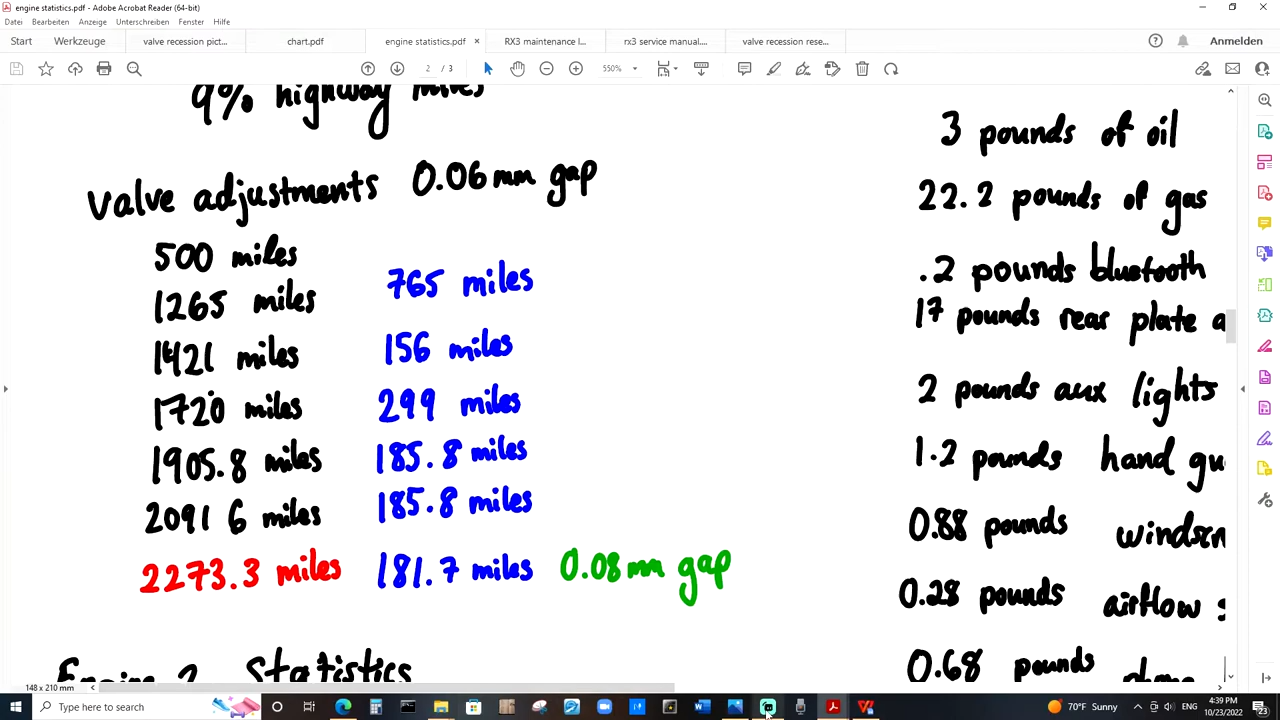 engine statistics.pdf - Adobe Acrobat Reader (64-bit)
Datei Bearbeiten Anzeige Unterschreiben Fenster Hilfe
Start Werkzeuge valve recession pict... chart.pdf engine statistics.pdf × RX3 maintenance l... rx3 service manual.... valve recession rese... Anmelden
2 / 3 550%
9% highway miles
valve adjustments 0.06mm gap
500 miles
1265 miles 765 miles
1421 miles 156 miles
1720 miles 299 miles
1905.8 miles 185.8 miles
2091 6 miles 185.8 miles
2273.3 miles 181.7 miles 0.08mm gap
Engine 2 Statistics
3 pounds of oil
22.2 pounds of gas
.2 pounds bluetooth
17 pounds rear plate a
2 pounds aux lights
1.2 pounds hand gu
0.88 pounds windscr
0.28 pounds airflow s
0.68 pounds phone
148 x 210 mm
Type here to search
70°F Sunny
4:39 PM
10/23/2022